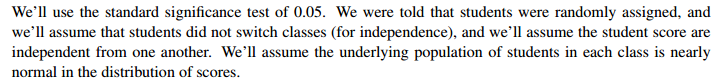 We’ll use the standard significance test of 0.05. We were told that students were randomly assigned, and
we’ll assume that students did not switch classes (for independence), and we’ll assume the student score are
independent from one another. We’ll assume the underlying population of students in each class is nearly
normal in the distribution of scores.